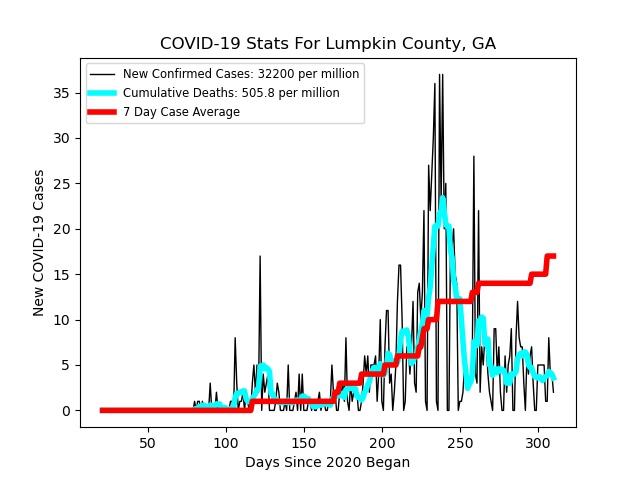 COVID-19 Stats For Lumpkin County, GA
New Confirmed Cases: 32200 per million
Cumulative Deaths: 505.8 per million
7 Day Case Average
35
30
25
20
15
10
5
0
New COVID-19 Cases
50 100 150 200 250 300
Days Since 2020 Began